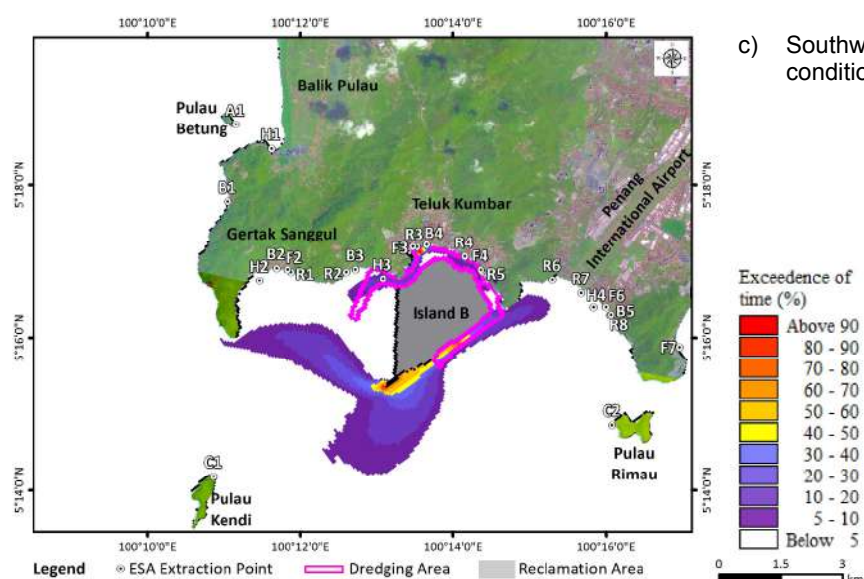 100°10'0"E 100°12'0"E 100°14'0"E 100°16'0"E
c) Southw
conditio
Balik Pulau
Pulau
Betung
A1
H1
5°18'0"N 5°18'0"N
B1
Penang
International Airport
Teluk Kumbar
Gertak Sanggul
R3 B4
F3
R4
F4
B2 F2
B3
R2
R1
H2
H3
R5
R6
R7
H4 F6
B5
R8
Island B
5°16'0"N 5°16'0"N
F7
C2
Pulau
Rimau
C1
Pulau
Kendi
5°14'0"N 5°14'0"N
100°10'0"E 100°12'0"E 100°14'0"E 100°16'0"E
Exceedence of
time (%)
Above 90
80 - 90
70 - 80
60 - 70
50 - 60
40 - 50
30 - 40
20 - 30
10 - 20
5 - 10
Below 5
0 1.5 3
Legend ESA Extraction Point Dredging Area Reclamation Area